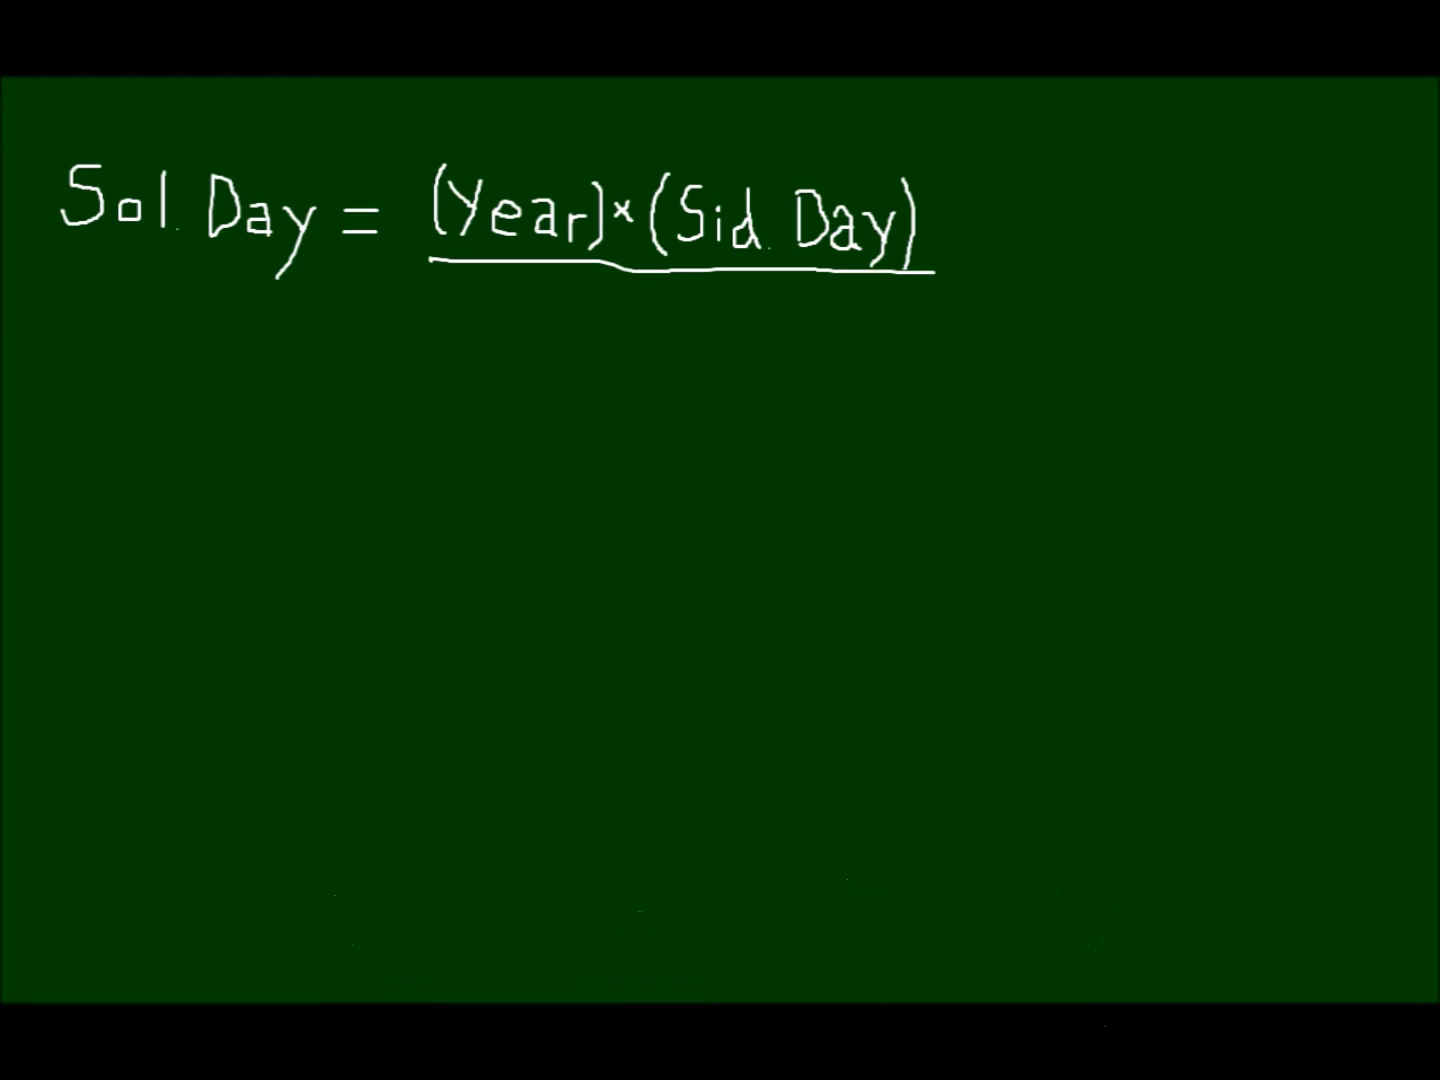 Sol. Day = (Year)×(Sid. Day)